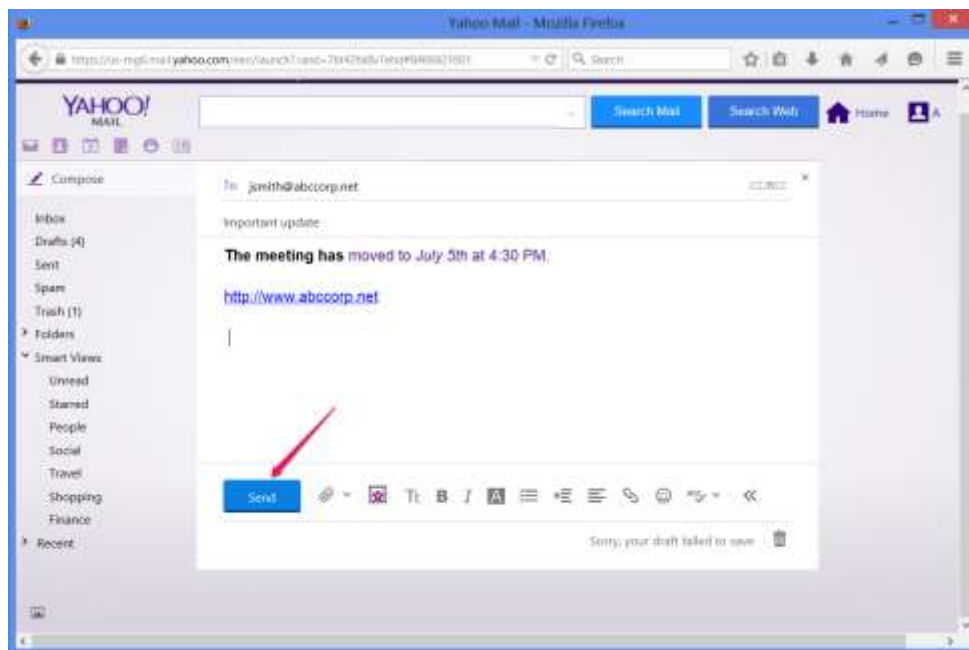 Yahoo Mail - Mozilla Firefox
yahoo.com
Search
YAHOO!
MAIL
Search Mail
Search Web
Home
A
Compose
To jsmith@abccorp.net
Important update
Inbox
Drafts (4)
Sent
Spam
Trash (1)
Folders
Smart Views
Unread
Starred
People
Social
Travel
Shopping
Finance
Recent
The meeting has moved to July 5th at 4:30 PM.
http://www.abccorp.net
Send
Sorry, your draft failed to save